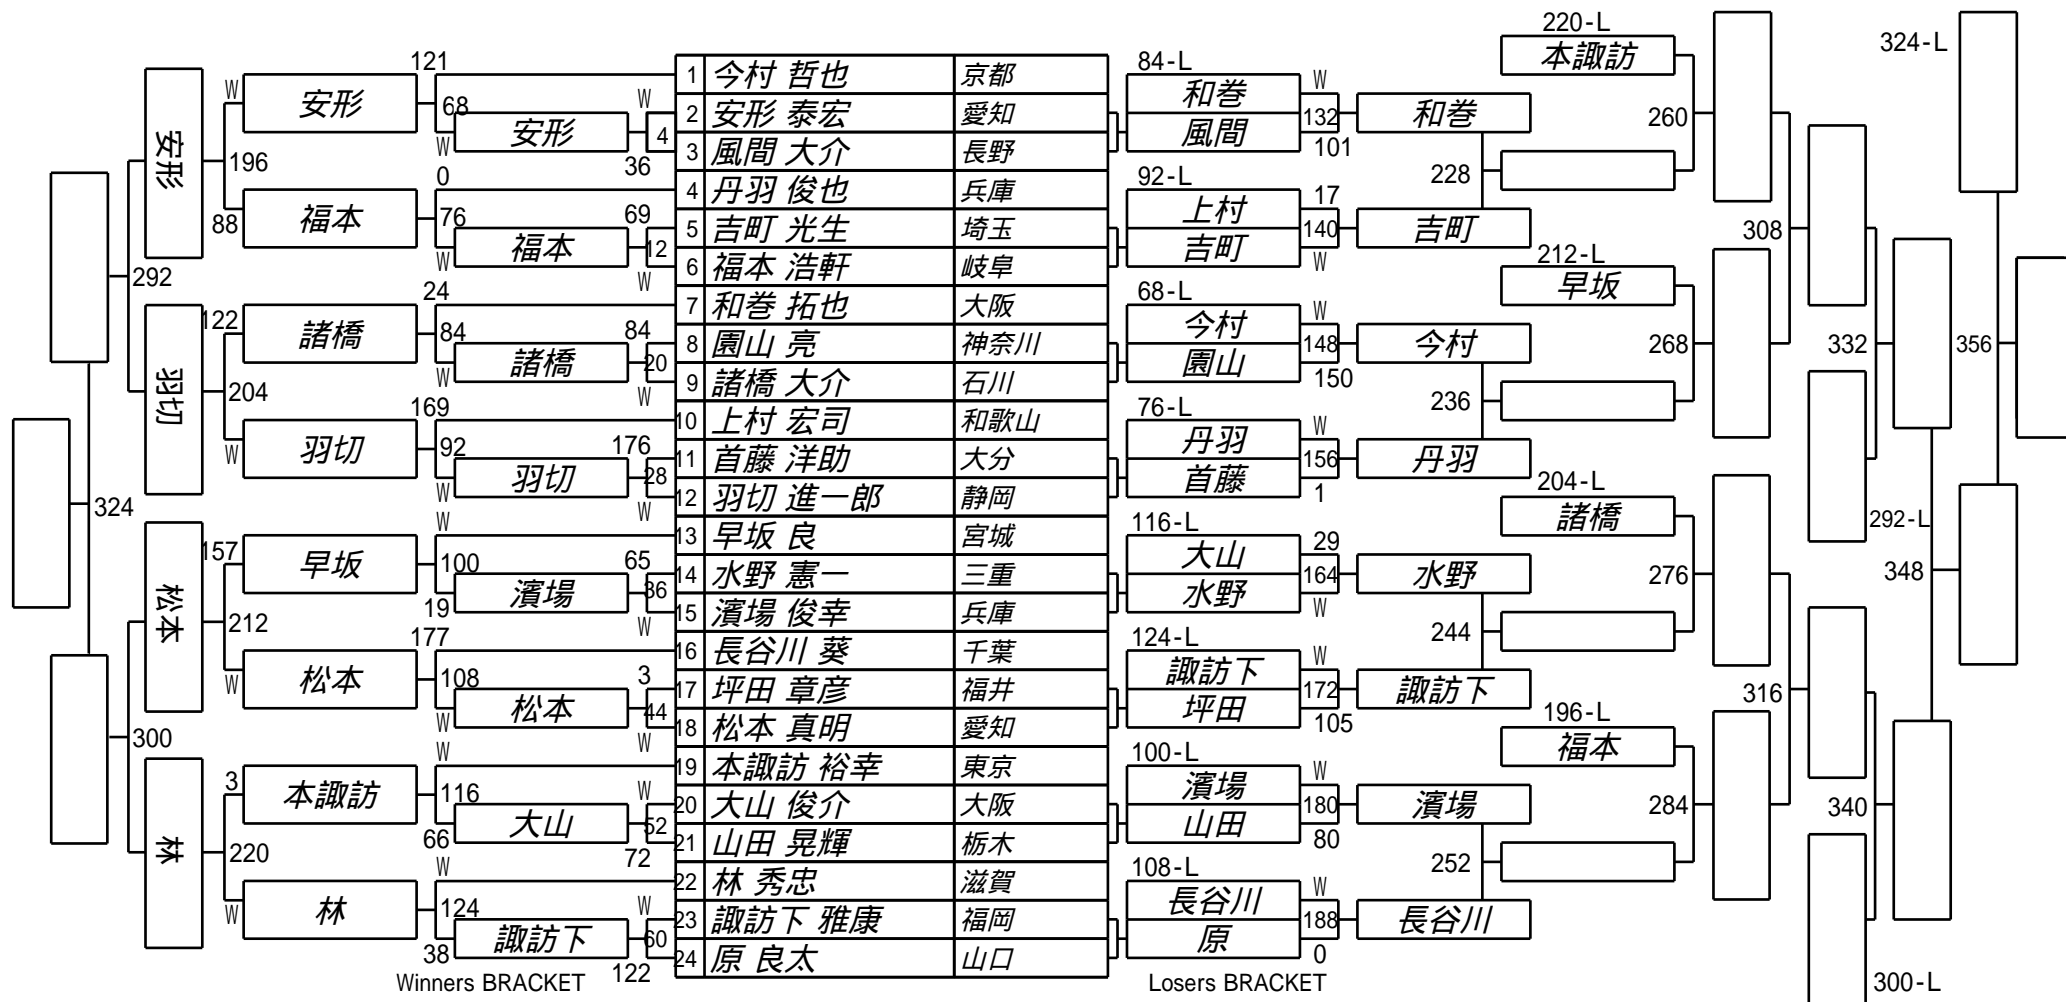 121
220-L
324-L
W 安形 68 W 安形 4 36
安形 196
0
88 福本 76 W 69 福本 12 W
292
24
122 諸橋 84 W 84 諸橋 20 W
羽切 204
169
W 羽切 92 W 176 羽切 28 W
324
W
157 早坂 100 19 65 濱場 36 W
松本 212
177
W 松本 108 W 3 松本 44 W
300
W
3 本諏訪 116 66 W 大山 52 72
林 220
W
W 林 124 38 W 諏訪下 60 122
1 今村 哲也 京都
2 安形 泰宏 愛知
3 風間 大介 長野
4 丹羽 俊也 兵庫
5 吉町 光生 埼玉
6 福本 浩軒 岐阜
7 和巻 拓也 大阪
8 園山 亮 神奈川
9 諸橋 大介 石川
10 上村 宏司 和歌山
11 首藤 洋助 大分
12 羽切 進一郎 静岡
13 早坂 良 宮城
14 水野 憲一 三重
15 濱場 俊幸 兵庫
16 長谷川 葵 千葉
17 坪田 章彦 福井
18 松本 真明 愛知
19 本諏訪 裕幸 東京
20 大山 俊介 大阪
21 山田 晃輝 栃木
22 林 秀忠 滋賀
23 諏訪下 雅康 福岡
24 原 良太 山口
84-L
和巻 W
132 和巻
風間 101
228
92-L
上村 17
140 吉町
吉町 W
68-L
今村 W
148 今村
園山 150
236
76-L
丹羽 W
156 丹羽
首藤 1
116-L
大山 29
164 水野
水野 W
244
124-L
諏訪下 W
172 諏訪下
坪田 105
100-L
濱場 W
180 濱場
山田 80
252
108-L
長谷川 W
188 長谷川
原 0
本諏訪
260
308
212-L
早坂
268
332
356
204-L
諸橋
276
292-L
348
316
196-L
福本
284
340
300-L
Winners BRACKET
Losers BRACKET